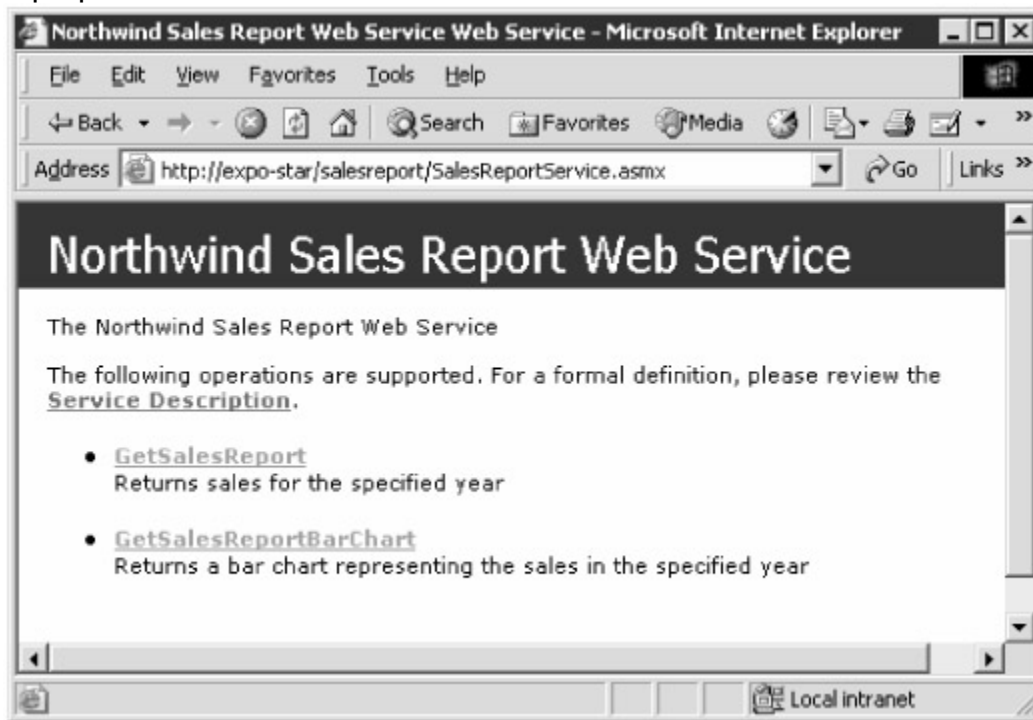 Northwind Sales Report Web Service Web Service - Microsoft Internet Explorer
File Edit View Favorites Tools Help
Back Search Favorites Media »
Address http://expo-star/salesreport/SalesReportService.asmx Go Links »
Northwind Sales Report Web Service
The Northwind Sales Report Web Service
The following operations are supported. For a formal definition, please review the
Service Description.
• GetSalesReport
Returns sales for the specified year
• GetSalesReportBarChart
Returns a bar chart representing the sales in the specified year
Local intranet